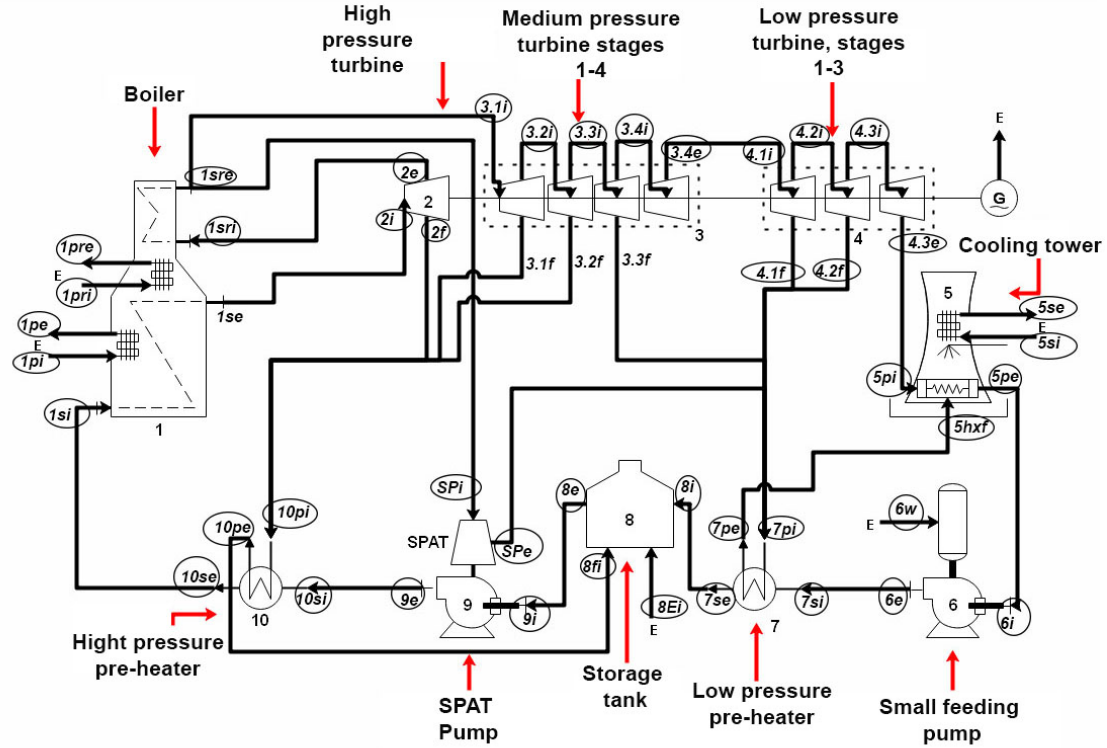 High
pressure
turbine
Medium pressure
turbine stages
1-4
Low pressure
turbine, stages
1-3
Boiler
3.1i
3.2i
3.3i
3.4i
3.4e
4.1i
4.2i
4.3i
E
1sre
2e
2
2i
2f
G
1sri
3
4
4.3e
1pre
E
1pri
3.1f
3.2f
3.3f
4.1f
4.2f
Cooling tower
1se
5
5se
E
5si
1pe
E
1pi
5pi
5pe
1si
1
5hxf
SPi
8e
8i
6w
E
10pe
10pi
SPAT
SPe
8
8fi
7pe
7pi
10se
10
10si
9e
9
9i
8Ei
E
7se
7
7si
6e
6
6i
Hight pressure
pre-heater
SPAT
Pump
Storage
tank
Low pressure
pre-heater
Small feeding
pump